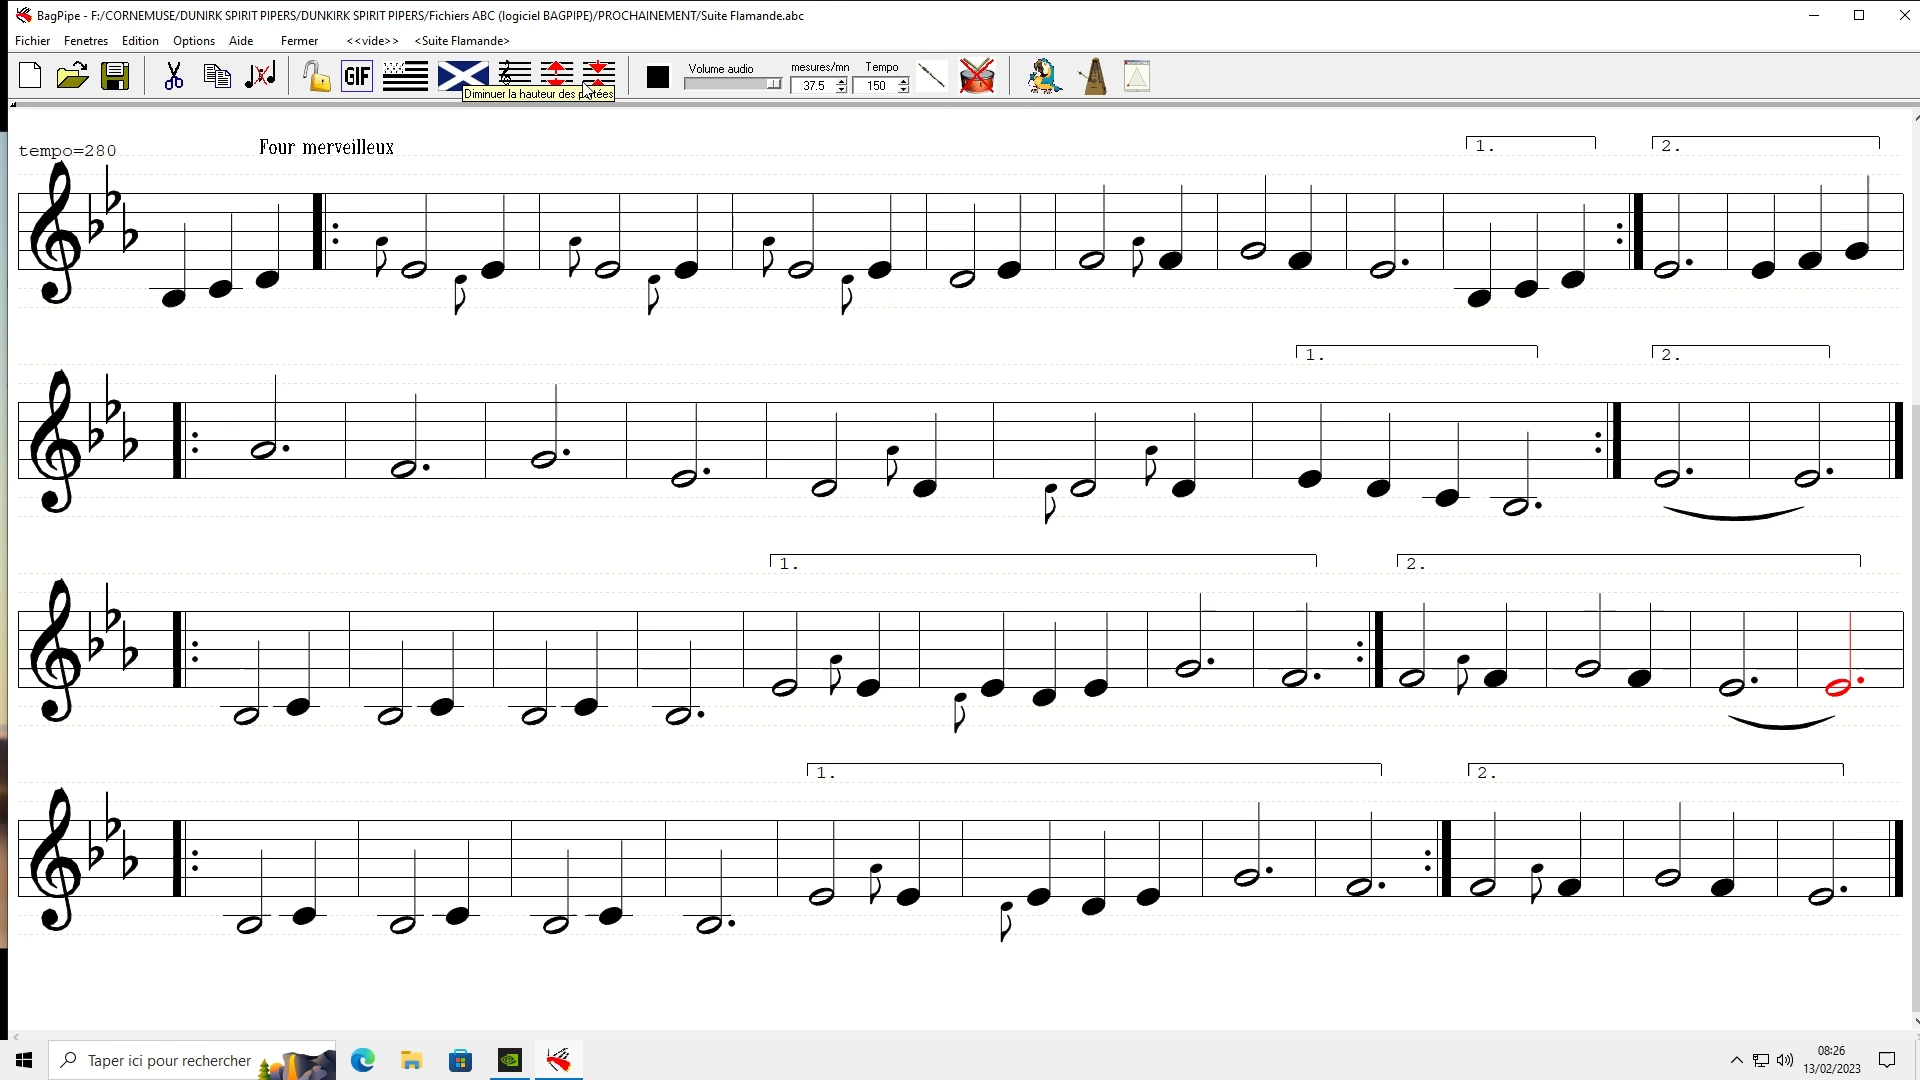 BagPipe - F:/CORNEMUSE/DUNIRK SPIRIT PIPERS/DUNKIRK SPIRIT PIPERS/Fichiers ABC (logiciel BAGPIPE)/PROCHAINEMENT/Suite Flamande.abc
Fichier Fenetres Edition Options Aide Fermer <<vide>> <Suite Flamande>
GIF Volume audio mesures/mn Tempo
37.5 150
Diminuer la hauteur des portées
tempo=280 Four merveilleux 1. 2.
1. 2.
1. 2.
1. 2.
Taper ici pour rechercher
08:26
13/02/2023